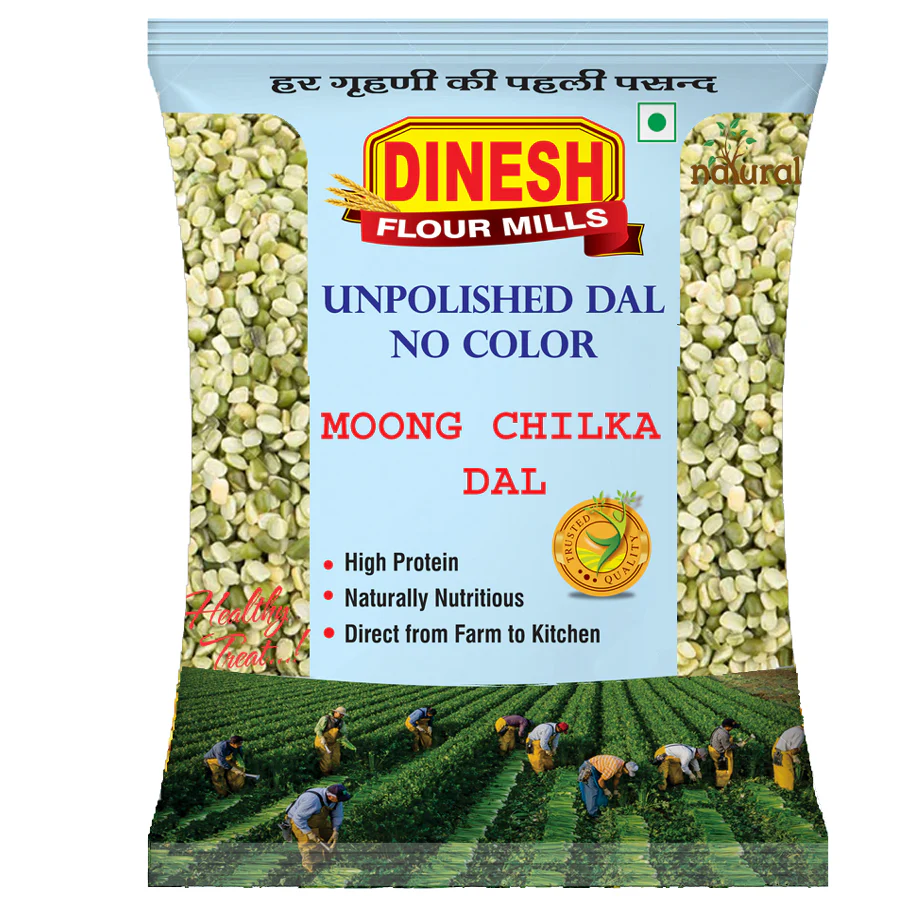 हर गृहणी की पहली पसन्द
DINESH
FLOUR MILLS
natural
UNPOLISHED DAL
NO COLOR
MOONG CHILKA
DAL
TRUSTED
QUALITY
• High Protein
• Naturally Nutritious
• Direct from Farm to Kitchen
Healthy
Treat...!